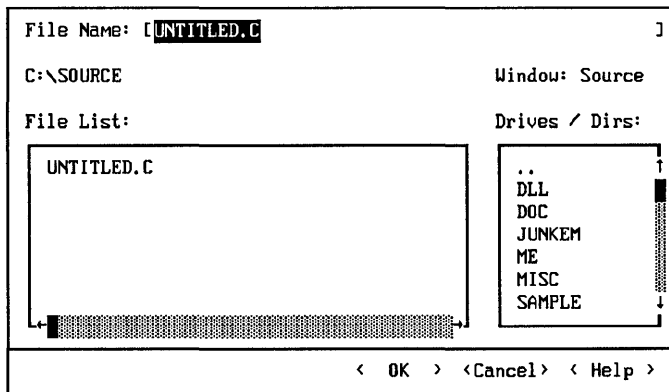 File Name: [UNTITLED.C ]
C:\SOURCE Window: Source
File List: Drives / Dirs:
UNTITLED.C
..
DLL
DOC
JUNKEM
ME
MISC
SAMPLE
< OK > <Cancel> < Help >